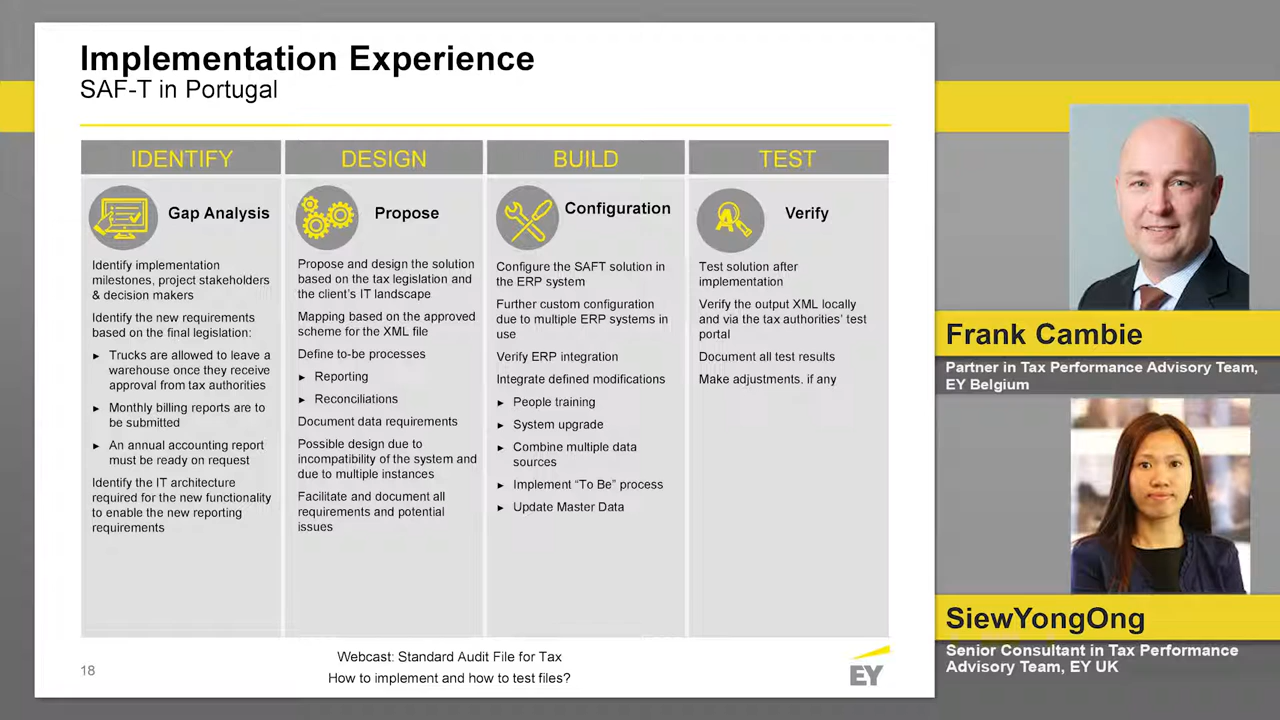 Implementation Experience
SAF-T in Portugal
IDENTIFY
Gap Analysis
Identify implementation
milestones, project stakeholders
& decision makers
Identify the new requirements
based on the final legislation:
► Trucks are allowed to leave a
warehouse once they receive
approval from tax authorities
► Monthly billing reports are to
be submitted
► An annual accounting report
must be ready on request
Identify the IT architecture
required for the new functionality
to enable the new reporting
requirements
DESIGN
Propose
Propose and design the solution
based on the tax legislation and
the client's IT landscape
Mapping based on the approved
scheme for the XML file
Define to-be processes
► Reporting
► Reconciliations
Document data requirements
Possible design due to
incompatibility of the system and
due to multiple instances
Facilitate and document all
requirements and potential
issues
BUILD
Configuration
Configure the SAFT solution in
the ERP system
Further custom configuration
due to multiple ERP systems in
use
Verify ERP integration
Integrate defined modifications
► People training
► System upgrade
► Combine multiple data
sources
► Implement “To Be” process
► Update Master Data
TEST
Verify
Test solution after
implementation
Verify the output XML locally
and via the tax authorities’ test
portal
Document all test results
Make adjustments. if any
18
Webcast: Standard Audit File for Tax
How to implement and how to test files?
EY
Frank Cambie
Partner in Tax Performance Advisory Team,
EY Belgium
SiewYongOng
Senior Consultant in Tax Performance
Advisory Team, EY UK